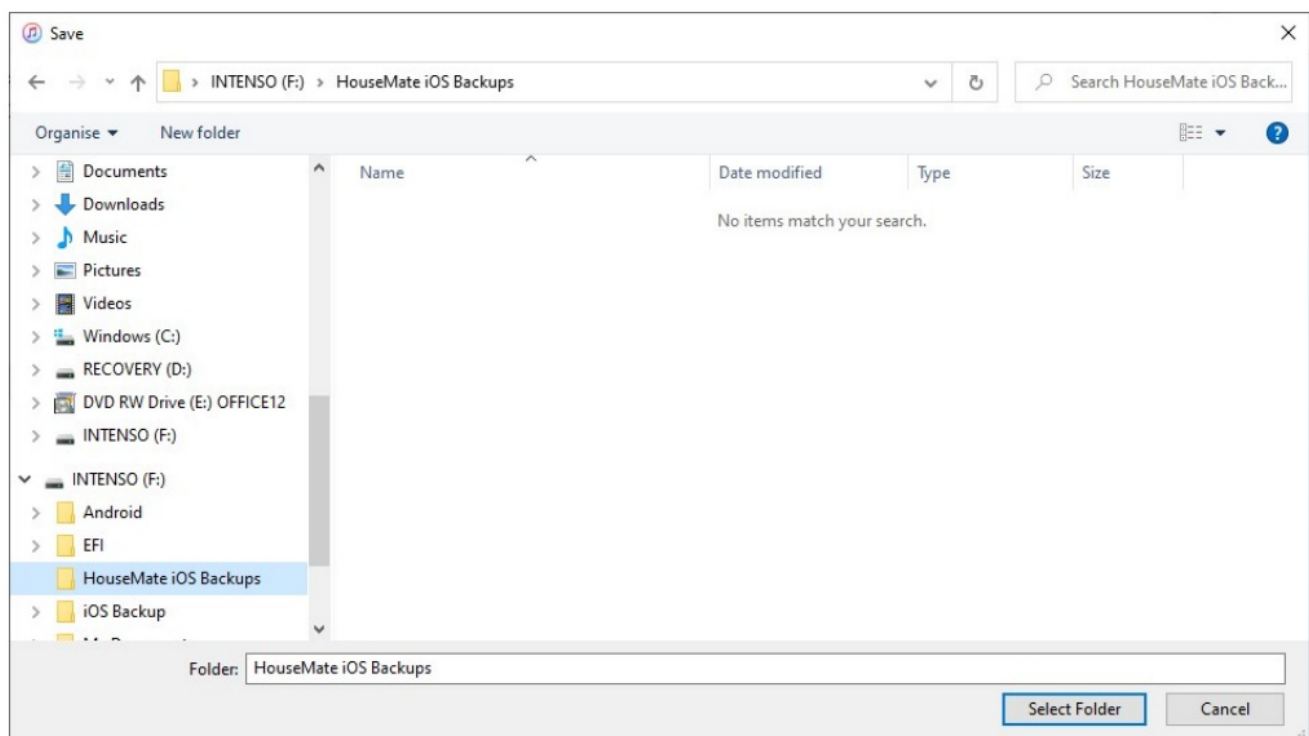 Save
INTENSO (F:) > HouseMate iOS Backups
Search HouseMate iOS Back...
Organise
New folder
Name
Date modified
Type
Size
No items match your search.
Documents
Downloads
Music
Pictures
Videos
Windows (C:)
RECOVERY (D:)
DVD RW Drive (E:) OFFICE12
INTENSO (F:)
INTENSO (F:)
Android
EFI
HouseMate iOS Backups
iOS Backup
Folder: HouseMate iOS Backups
Select Folder
Cancel